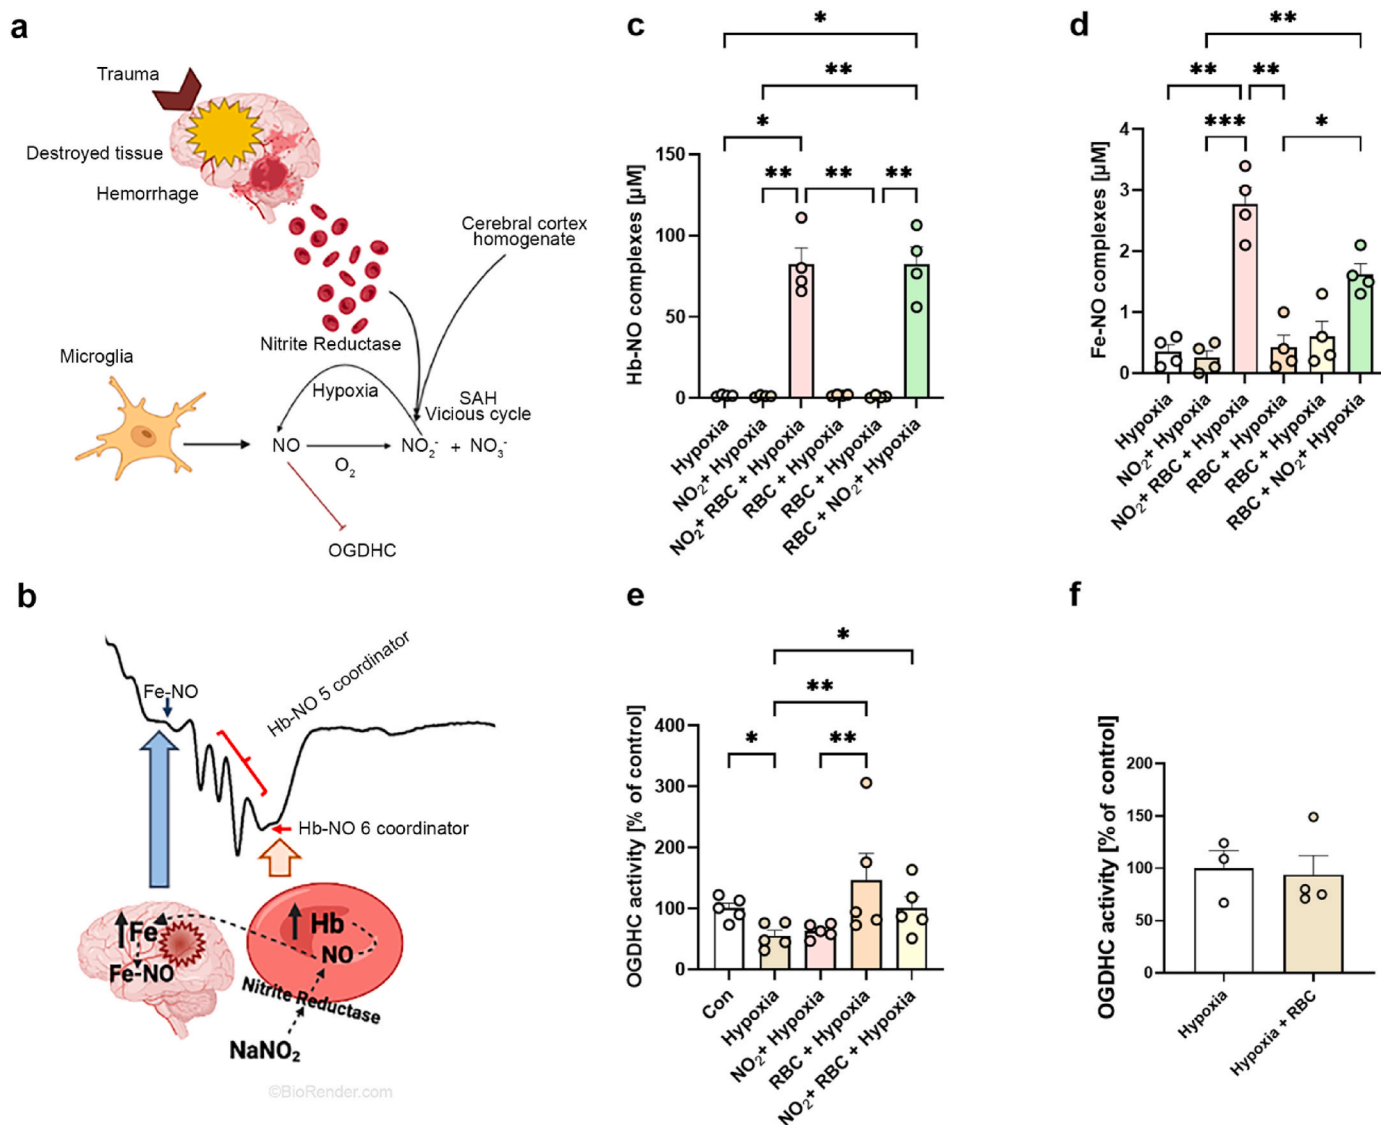 a
Trauma
Destroyed tissue
Hemorrhage
Cerebral cortex
homogenate
Nitrite Reductase
Microglia
Hypoxia
SAH
Vicious cycle
NO
O₂
NO₂⁻ + NO₃⁻
OGDHC
b
Fe-NO
Hb-NO 5 coordinator
Hb-NO 6 coordinator
Fe
Fe-NO
Hb
NO
Nitrite Reductase
NaNO₂
©BioRender.com
c
*
**
*
** ** **
Hb-NO complexes [µM]
150
100
50
0
Hypoxia
NO₂+ Hypoxia
NO₂+ RBC + Hypoxia
RBC + Hypoxia
RBC + Hypoxia
RBC + NO₂+ Hypoxia
d
**
** **
*** *
Fe-NO complexes [µM]
4
3
2
1
0
Hypoxia
NO₂+ Hypoxia
NO₂+ RBC + Hypoxia
RBC + Hypoxia
RBC + Hypoxia
RBC + NO₂+ Hypoxia
e
*
**
* **
OGDHC activity [% of control]
400
300
200
100
0
Con
Hypoxia
NO₂+ Hypoxia
RBC + Hypoxia
NO₂+ RBC + Hypoxia
f
OGDHC activity [% of control]
200
150
100
50
0
Hypoxia
Hypoxia + RBC